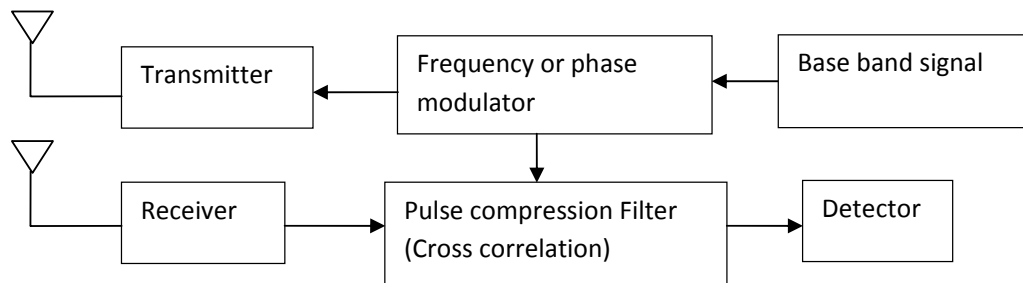 Transmitter
Frequency or phase
modulator
Base band signal
Receiver
Pulse compression Filter
(Cross correlation)
Detector